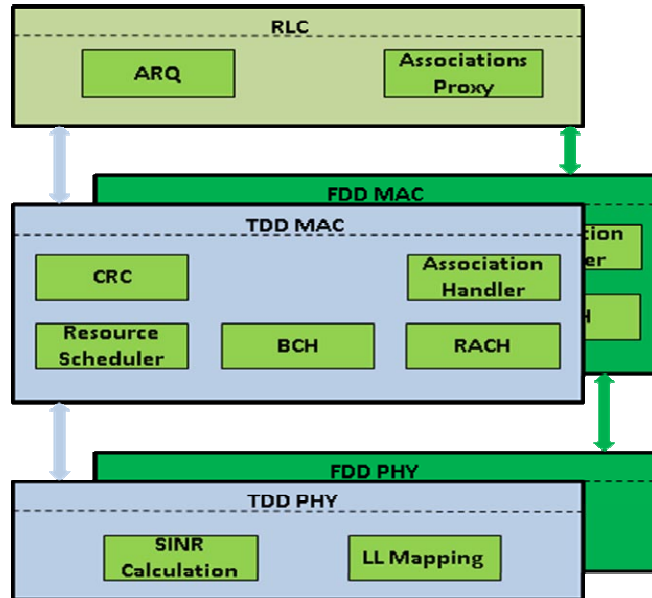 RLC
ARQ
Associations
Proxy
FDD MAC
TDD MAC
CRC
Association
Handler
Resource
Scheduler
BCH
RACH
FDD PHY
TDD PHY
SINR
Calculation
LL Mapping